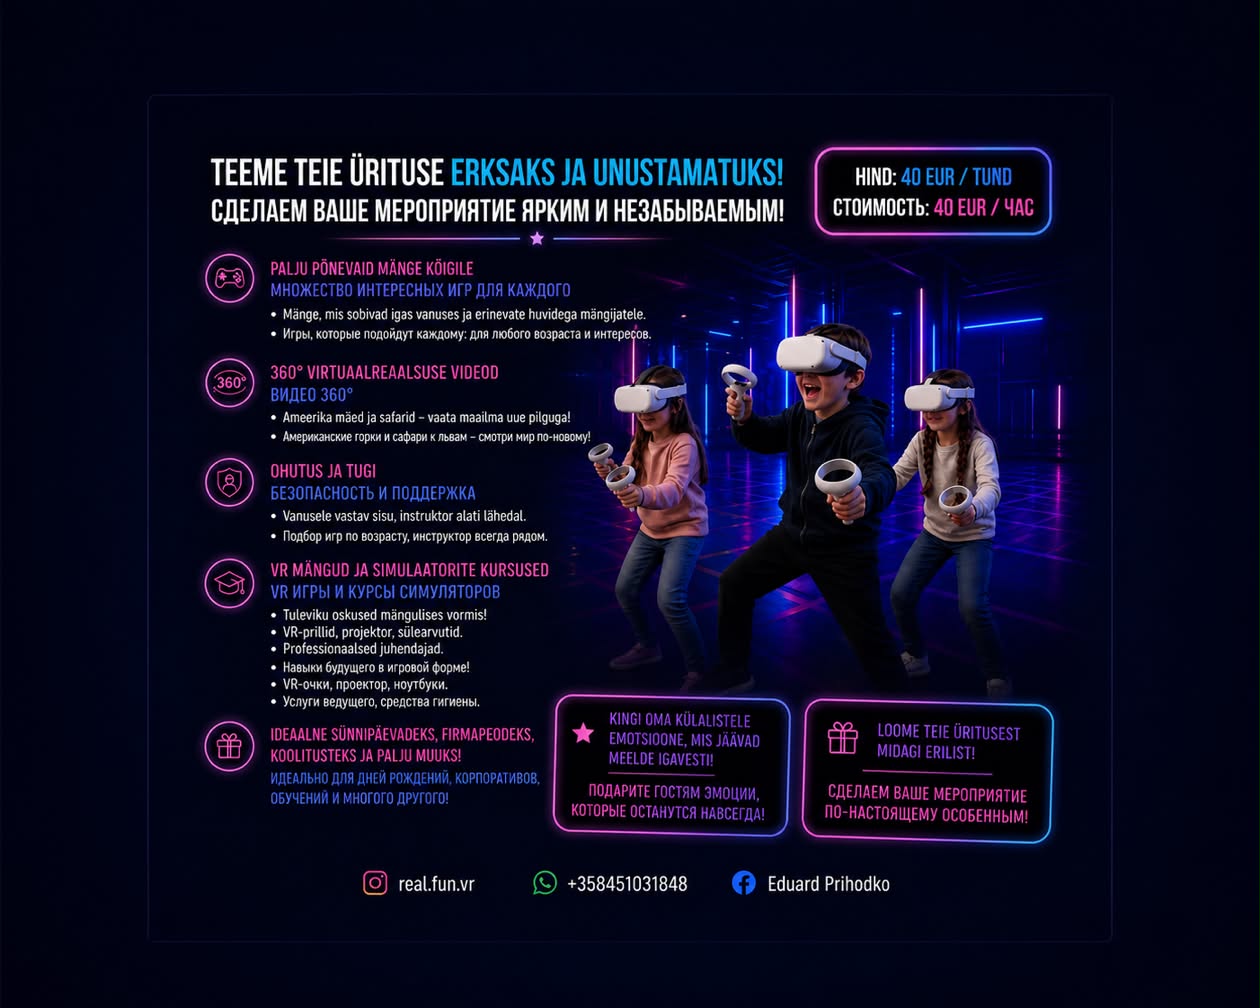 TEEME TEIE ÜRITUSE ERKSAKS JA UNUSTAMATUKS!
СДЕЛАЕМ ВАШЕ МЕРОПРИЯТИЕ ЯРКИМ И НЕЗАБЫВАЕМЫМ!
HIND: 40 EUR / TUND
СТОИМОСТЬ: 40 EUR / ЧАС
PALJU PÕNEVAID MÄNGE KÕIGILE
МНОЖЕСТВО ИНТЕРЕСНЫХ ИГР ДЛЯ КАЖДОГО
• Mänge, mis sobivad igas vanuses ja erinevate huvidega mängijatele.
• Игры, которые подойдут каждому: для любого возраста и интересов.
360°
360° VIRTUAALREAALSUSE VIDEOD
ВИДЕО 360°
• Ameerika mäed ja safarid – vaata maailma uue pilguga!
• Американские горки и сафари к львам – смотри мир по-новому!
OHUTUS JA TUGI
БЕЗОПАСНОСТЬ И ПОДДЕРЖКА
• Vanusele vastav sisu, instruktor alati lähedal.
• Подбор игр по возрасту, инструктор всегда рядом.
VR MÄNGUD JA SIMULAATORITE KURSUSED
VR ИГРЫ И КУРСЫ СИМУЛЯТОРОВ
• Tuleviku oskused mängulises vormis!
• VR-prillid, projektor, sülearvutid.
• Professionaalsed juhendajad.
• Навыки будущего в игровой форме!
• VR-очки, проектор, ноутбуки.
• Услуги ведущего, средства гигиены.
IDEAALNE SÜNNIPÄEVADEKS, FIRMAPEODEKS,
KOOLITUSTEKS JA PALJU MUUKS!
ИДЕАЛЬНО ДЛЯ ДНЕЙ РОЖДЕНИЙ, КОРПОРАТИВОВ,
ОБУЧЕНИЙ И МНОГОГО ДРУГОГО!
KINGI OMA KÜLALISTELE
EMOTSIOONE, MIS JÄÄVAD
MEELDE IGAVESTI!
ПОДАРИТЕ ГОСТЯМ ЭМОЦИИ,
КОТОРЫЕ ОСТАНУТСЯ НАВСЕГДА!
LOOME TEIE ÜRITUSEST
MIDAGI ERILIST!
СДЕЛАЕМ ВАШЕ МЕРОПРИЯТИЕ
ПО-НАСТОЯЩЕМУ ОСОБЕННЫМ!
real.fun.vr
+358451031848
Eduard Prihodko